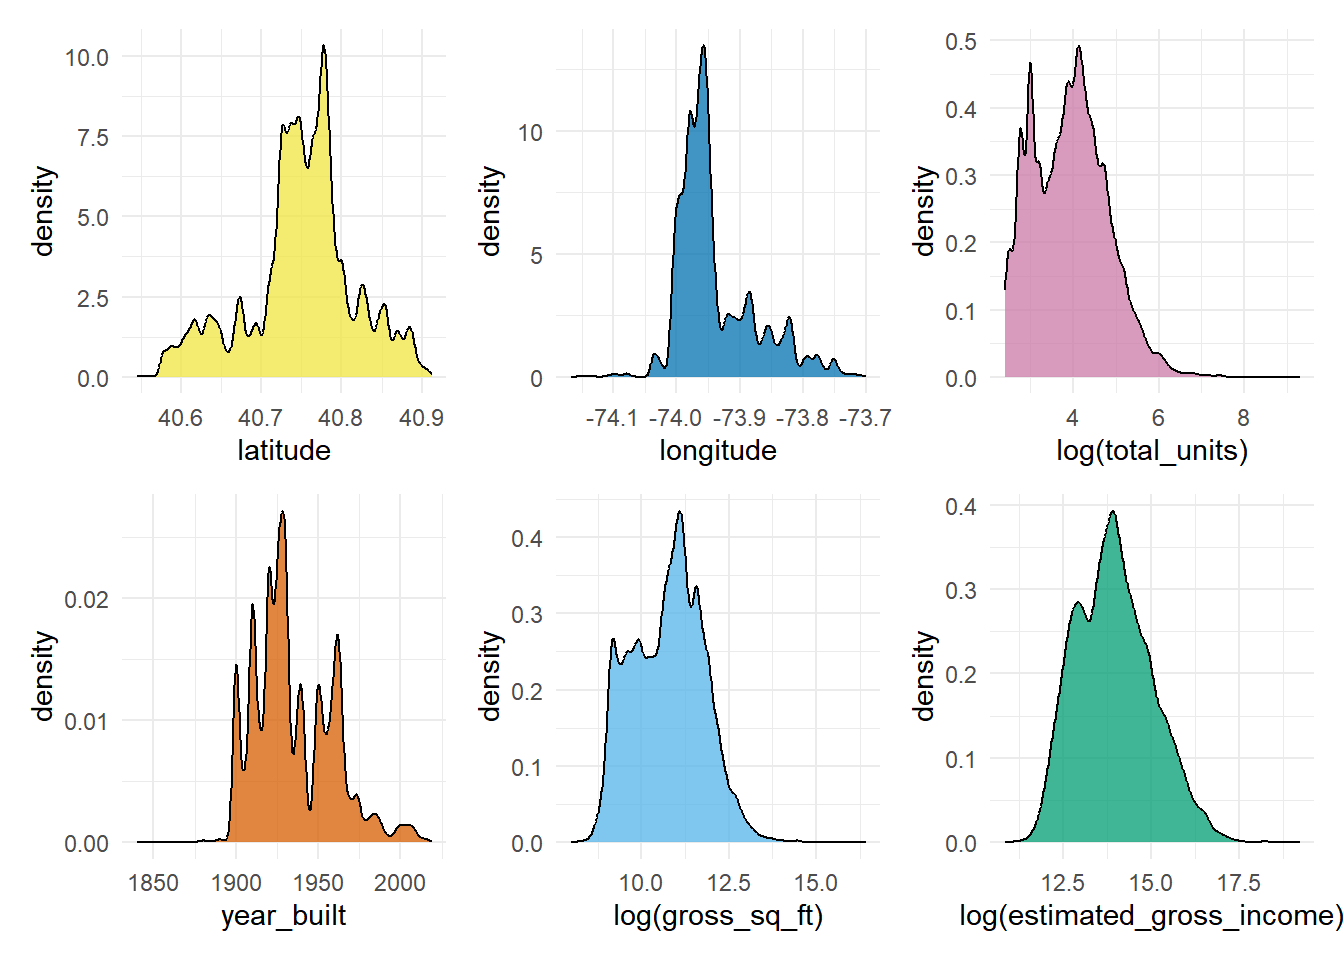 density
10.0
7.5
5.0
2.5
0.0
40.6 40.7 40.8 40.9
latitude
density
10
5
0
-74.1 -74.0 -73.9 -73.8 -73.7
longitude
density
0.5
0.4
0.3
0.2
0.1
0.0
4 6 8
log(total_units)
density
0.02
0.01
0.00
1850 1900 1950 2000
year_built
density
0.4
0.3
0.2
0.1
0.0
10.0 12.5 15.0
log(gross_sq_ft)
density
0.4
0.3
0.2
0.1
0.0
12.5 15.0 17.5
log(estimated_gross_income)